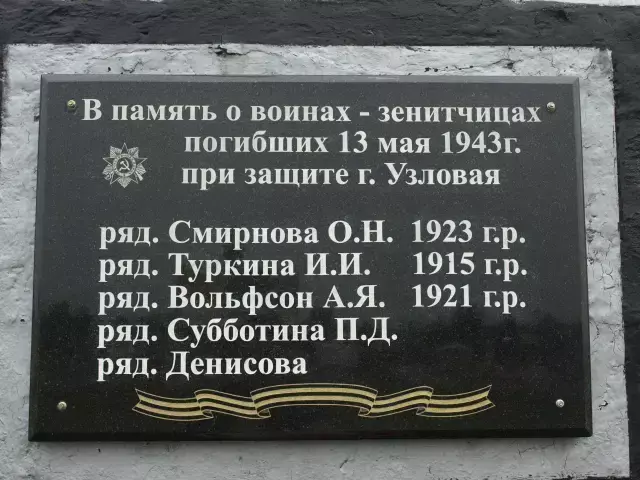 В память о воинах - зенитчицах
погибших 13 мая 1943г.
при защите г. Узловая
ряд. Смирнова О.Н. 1923 г.р.
ряд. Туркина И.И. 1915 г.р.
ряд. Вольфсон А.Я. 1921 г.р.
ряд. Субботина П.Д.
ряд. Денисова